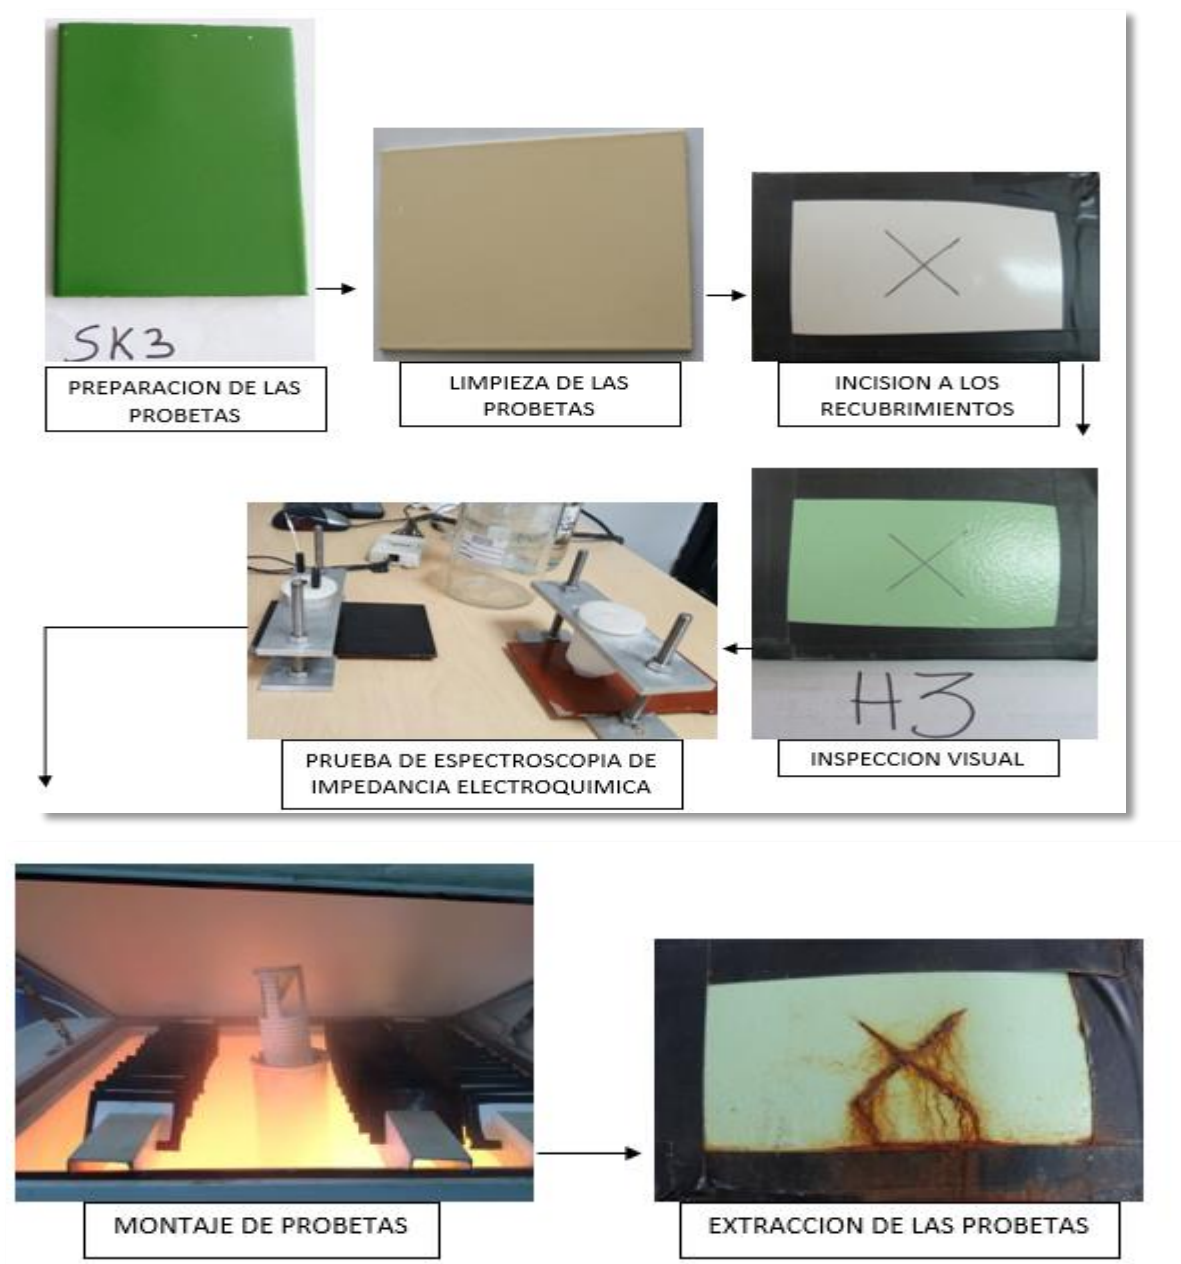 SK3
PREPARACION DE LAS
PROBETAS
LIMPIEZA DE LAS
PROBETAS
INCISION A LOS
RECUBRIMIENTOS
H3
INSPECCION VISUAL
PRUEBA DE ESPECTROSCOPIA DE
IMPEDANCIA ELECTROQUIMICA
MONTAJE DE PROBETAS
EXTRACCION DE LAS PROBETAS